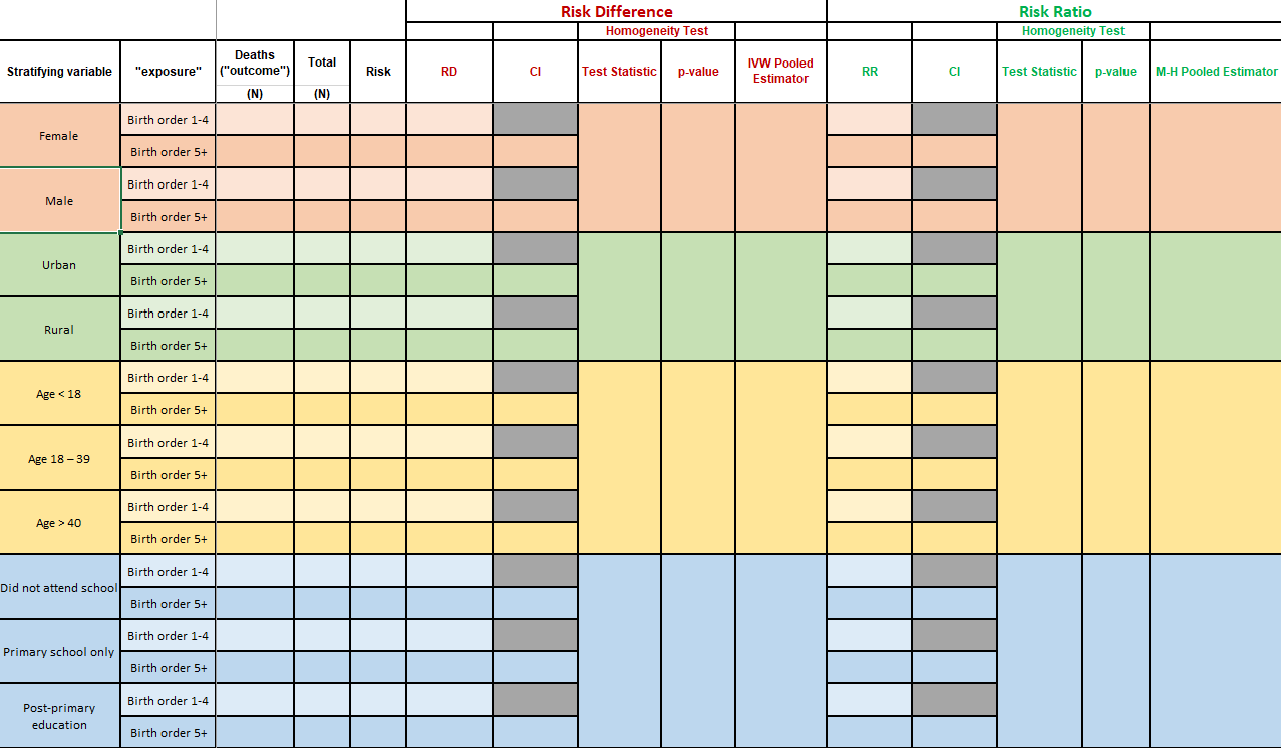 Risk Difference Risk Ratio
Homogeneity Test Homogeneity Test
Stratifying variable "exposure" Deaths ("outcome") Total Risk RD CI Test Statistic p-value IVW Pooled Estimator RR CI Test Statistic p-value M-H Pooled Estimator
(N) (N)
Female Birth order 1-4
Birth order 5+
Male Birth order 1-4
Birth order 5+
Urban Birth order 1-4
Birth order 5+
Rural Birth order 1-4
Birth order 5+
Age < 18 Birth order 1-4
Birth order 5+
Age 18 – 39 Birth order 1-4
Birth order 5+
Age > 40 Birth order 1-4
Birth order 5+
Did not attend school Birth order 1-4
Birth order 5+
Primary school only Birth order 1-4
Birth order 5+
Post-primary education Birth order 1-4
Birth order 5+